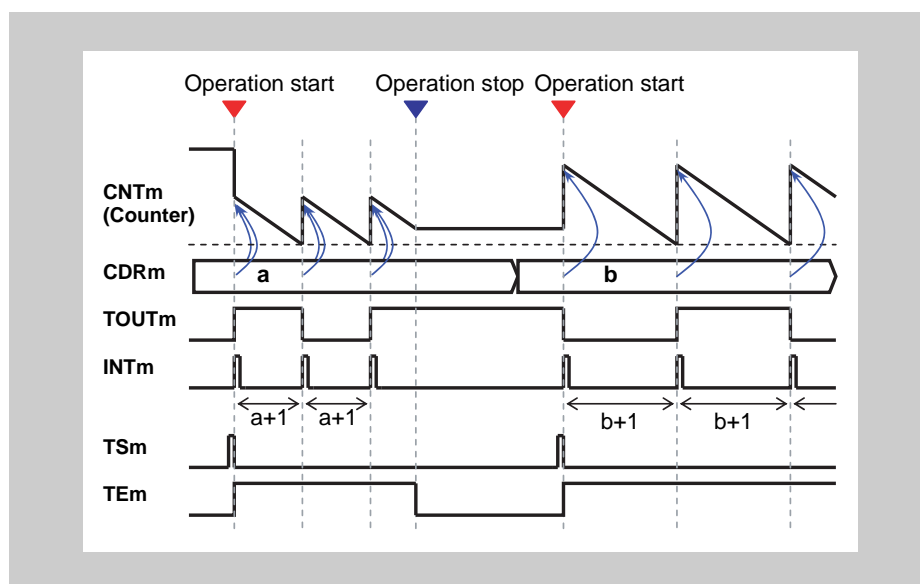 Operation start Operation stop Operation start
CNTm
(Counter)
CDRm a b
TOUTm
INTm
a+1 a+1 b+1 b+1
TSm
TEm